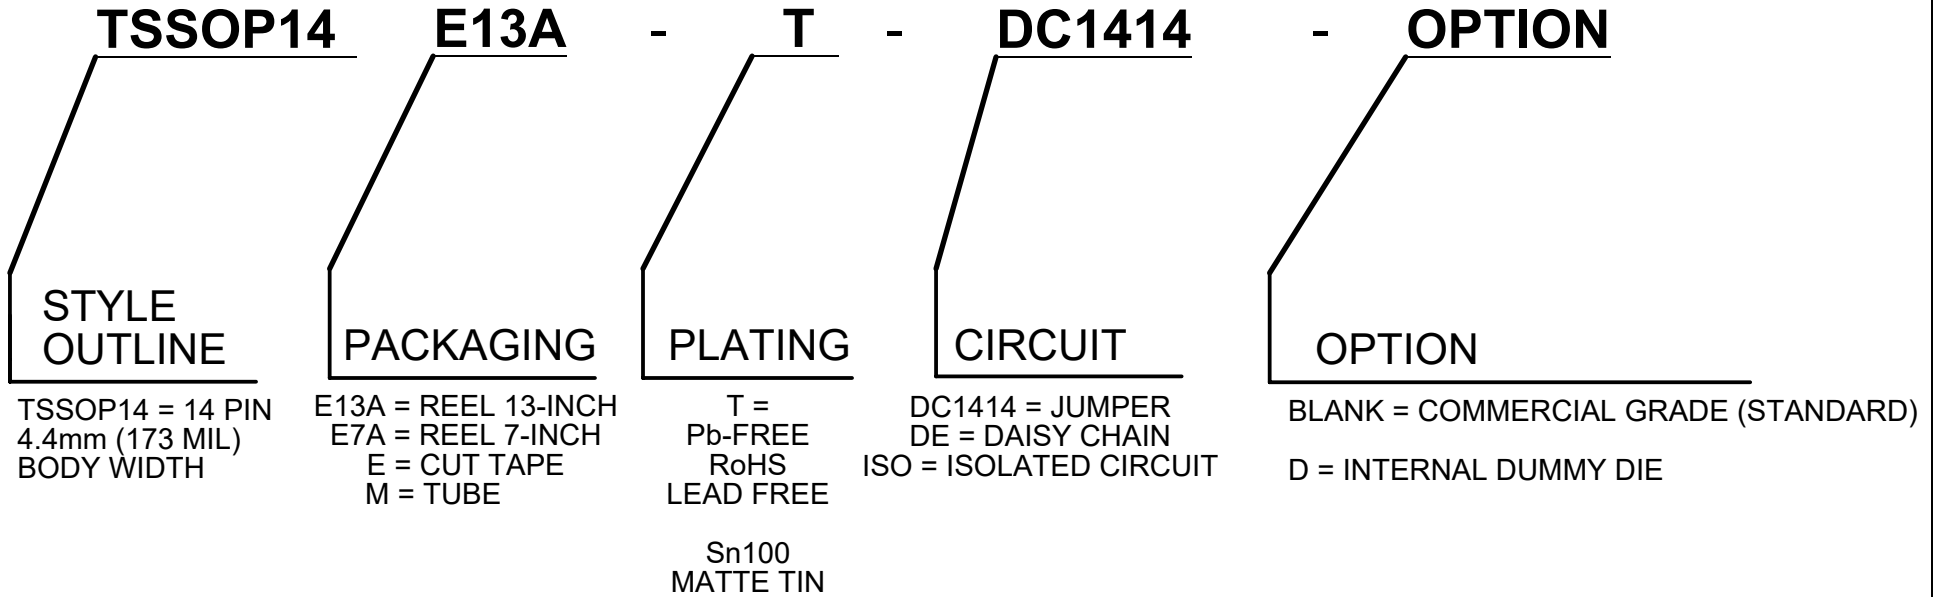 TSSOP14 E13A - T - DC1414 - OPTION
STYLE
OUTLINE
PACKAGING
PLATING
CIRCUIT
OPTION
TSSOP14 = 14 PIN
4.4mm (173 MIL)
BODY WIDTH
E13A = REEL 13-INCH
E7A = REEL 7-INCH
E = CUT TAPE
M = TUBE
T =
Pb-FREE
RoHS
LEAD FREE
Sn100
MATTE TIN
DC1414 = JUMPER
DE = DAISY CHAIN
ISO = ISOLATED CIRCUIT
BLANK = COMMERCIAL GRADE (STANDARD)
D = INTERNAL DUMMY DIE